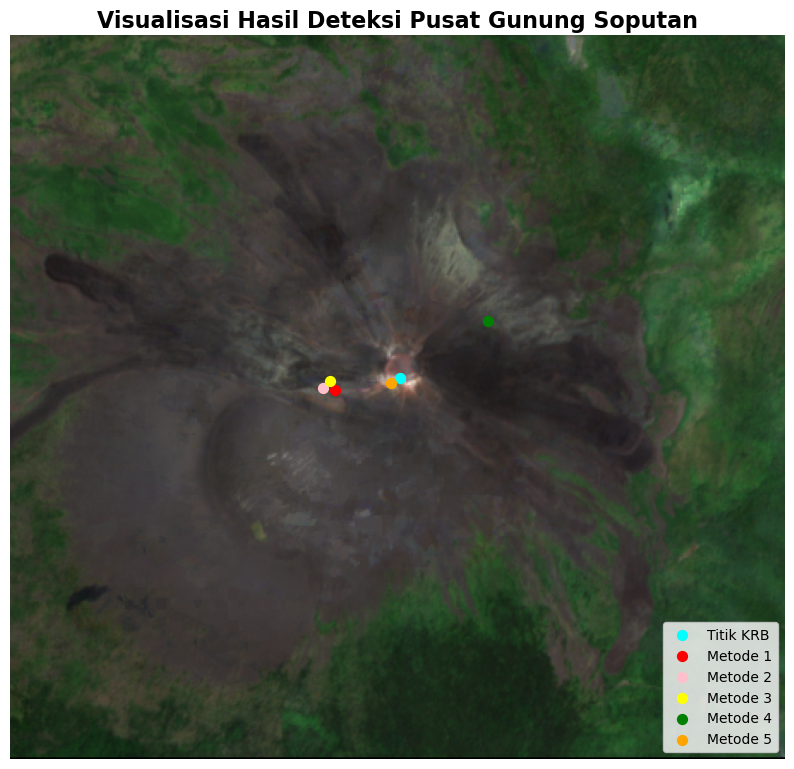 Visualisasi Hasil Deteksi Pusat Gunung Soputan
Titik KRB
Metode 1
Metode 2
Metode 3
Metode 4
Metode 5